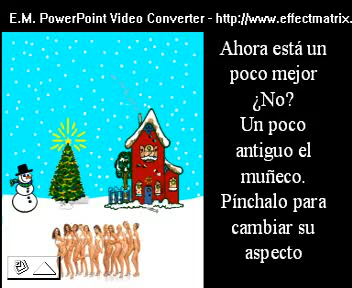 E.M. PowerPoint Video Converter - http://www.effectmatrix.
Ahora está un
poco mejor
¿No?
Un poco
antiguo el
muñeco.
Pínchalo para
cambiar su
aspecto